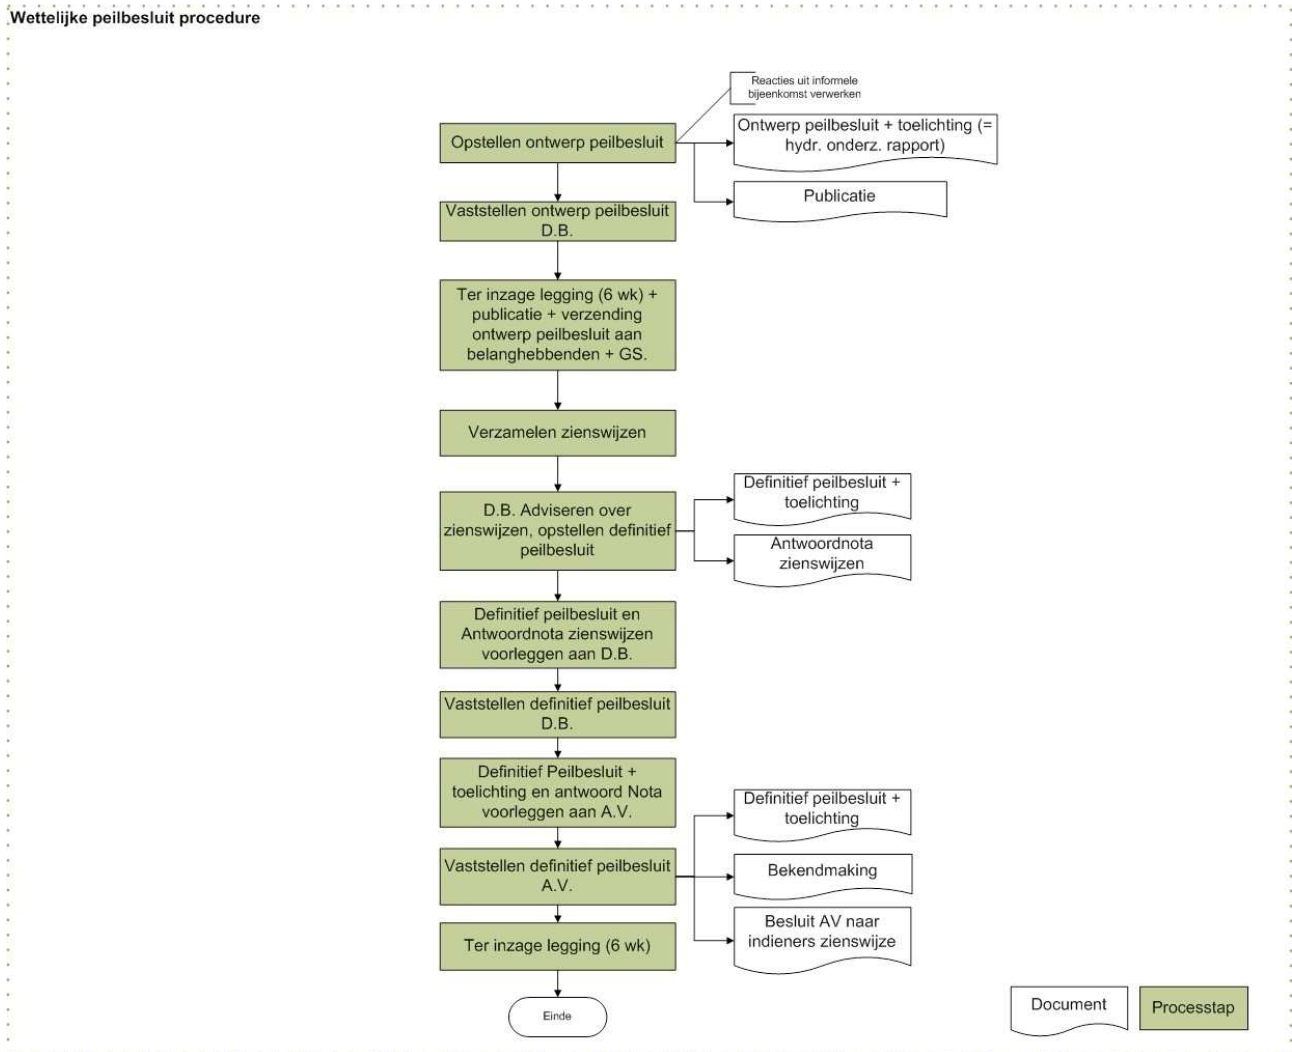 Wettelijke peilbesluit procedure
Reacties uit informele
bijeenkomst verwerken
Opstellen ontwerp peilbesluit
Ontwerp peilbesluit + toelichting (=
hydr. onderz. rapport)
Publicatie
Vaststellen ontwerp peilbesluit
D.B.
Ter inzage legging (6 wk) +
publicatie + verzending
ontwerp peilbesluit aan
belanghebbenden + GS.
Verzamelen zienswijzen
D.B. Adviseren over
zienswijzen, opstellen definitief
peilbesluit
Definitief peilbesluit +
toelichting
Antwoordnota
zienswijzen
Definitief peilbesluit en
Antwoordnota zienswijzen
voorleggen aan D.B.
Vaststellen definitief peilbesluit
D.B.
Definitief Peilbesluit +
toelichting en antwoord Nota
voorleggen aan A.V.
Vaststellen definitief peilbesluit
A.V.
Definitief peilbesluit +
toelichting
Bekendmaking
Besluit AV naar
indieners zienswijze
Ter inzage legging (6 wk)
Einde
Document
Processtap